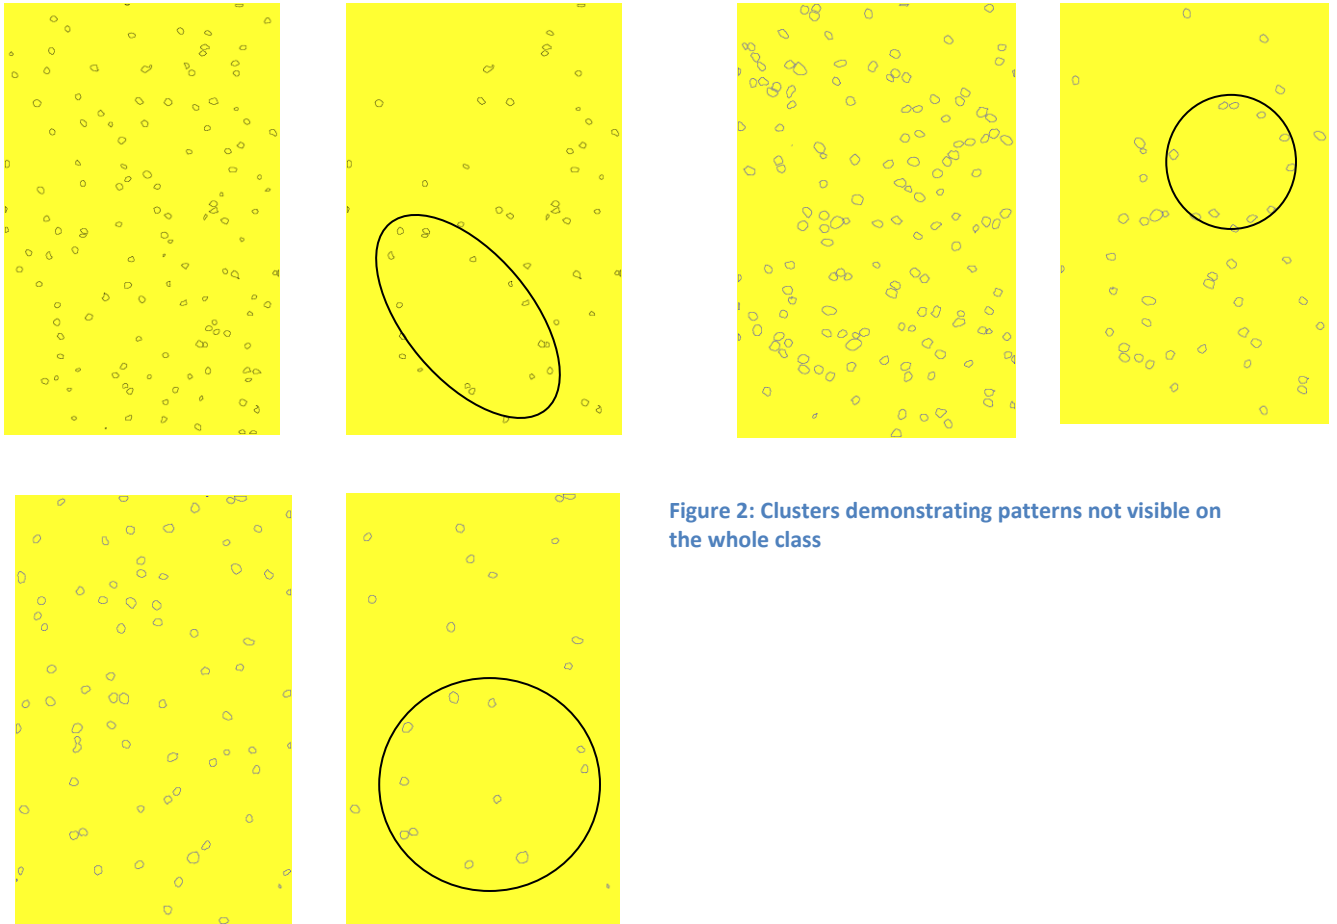 Figure 2: Clusters demonstrating patterns not visible on
the whole class